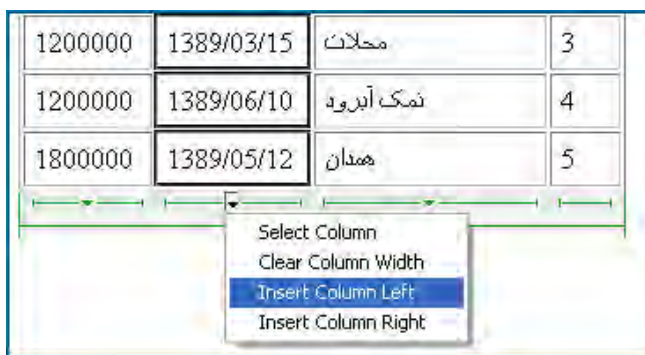 3 محلات 1389/03/15 1200000
4 نمک آبرود 1389/06/10 1200000
5 همدان 1389/05/12 1800000
Select Column
Clear Column Width
Insert Column Left
Insert Column Right